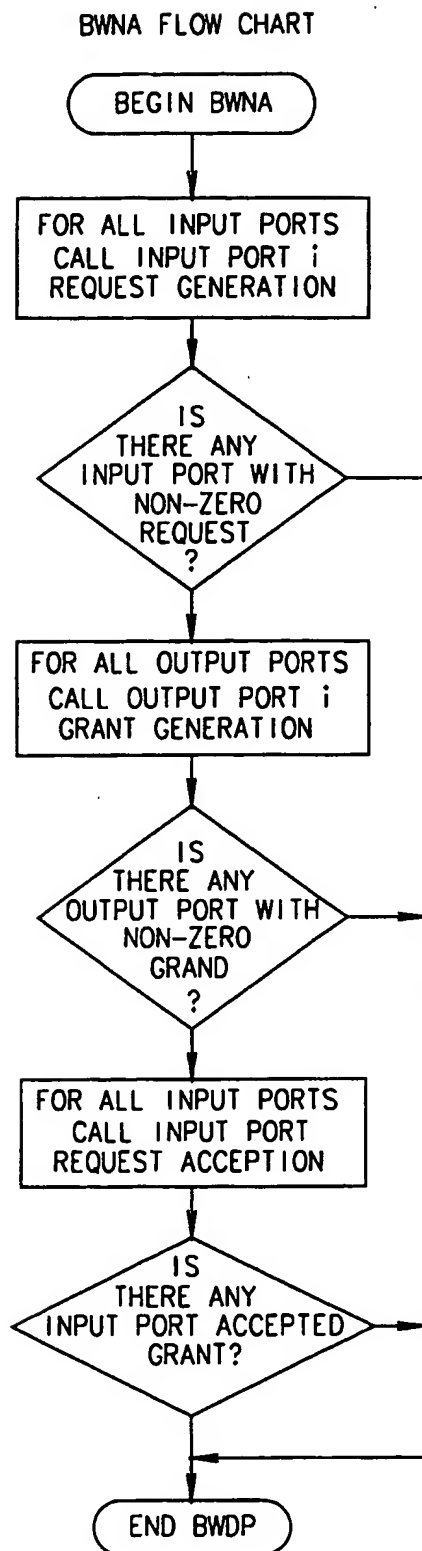 BWNA FLOW CHART
BEGIN BWNA
FOR ALL INPUT PORTS
CALL INPUT PORT i
REQUEST GENERATION
IS
THERE ANY
INPUT PORT WITH
NON-ZERO
REQUEST
?
FOR ALL OUTPUT PORTS
CALL OUTPUT PORT i
GRANT GENERATION
IS
THERE ANY
OUTPUT PORT WITH
NON-ZERO
GRAND
?
FOR ALL INPUT PORTS
CALL INPUT PORT
REQUEST ACCEPTION
IS
THERE ANY
INPUT PORT ACCEPTED
GRANT?
END BWDP